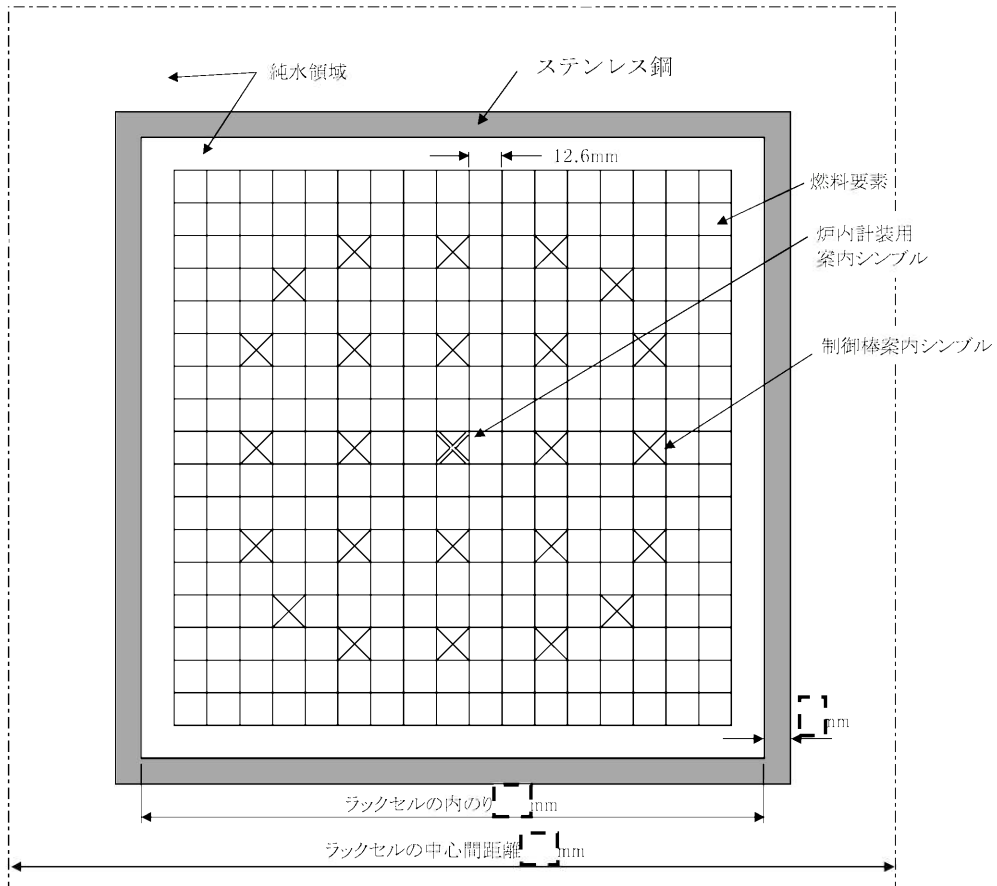 純水領域
ステンレス鋼
12.6mm
燃料要素
炉内計装用
案内シンブル
制御棒案内シンブル
mm
ラックセルの内のり mm
ラックセルの中心間距離 mm